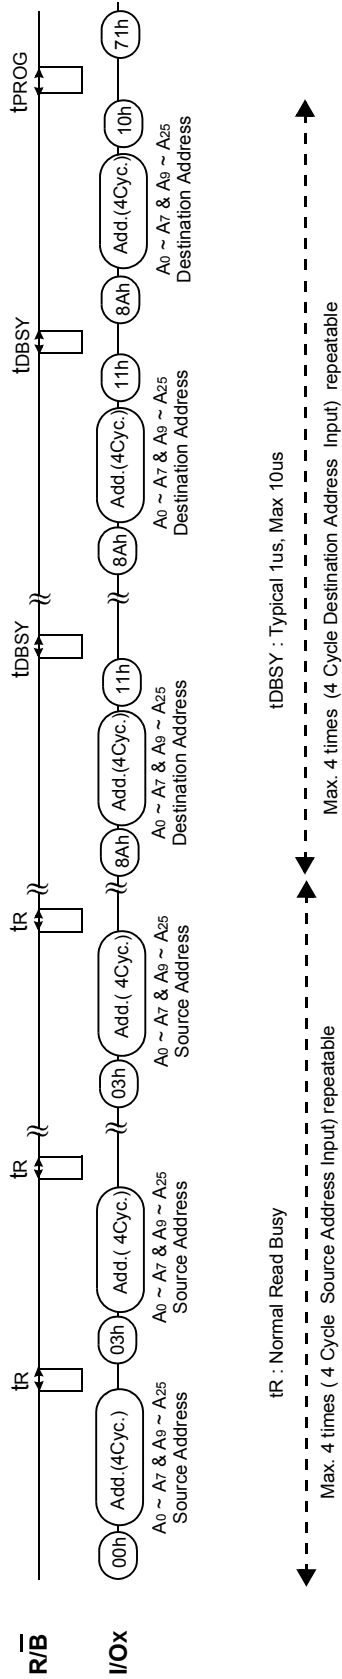 R/B
tR
tR
tR
tDBSY
tDBSY
tPROG
I/Ox
00h
Add.(4Cyc.)
03h
Add.( 4Cyc.)
03h
Add.( 4Cyc.)
8Ah
Add.(4Cyc.)
11h
8Ah
Add.(4Cyc.)
11h
8Ah
Add.(4Cyc.)
10h
71h
A0 ~ A7 & A9 ~ A25
Source Address
A0 ~ A7 & A9 ~ A25
Source Address
A0 ~ A7 & A9 ~ A25
Source Address
A0 ~ A7 & A9 ~ A25
Destination Address
A0 ~ A7 & A9 ~ A25
Destination Address
A0 ~ A7 & A9 ~ A25
Destination Address
tR : Normal Read Busy
tDBSY : Typical 1us, Max 10us
Max. 4 times ( 4 Cycle Source Address Input) repeatable
Max. 4 times (4 Cycle Destination Address Input) repeatable